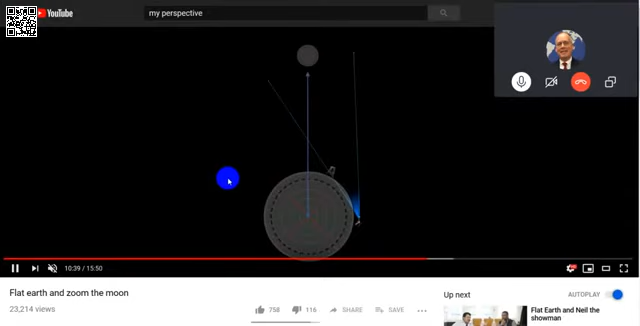 YouTube
my perspective
10:39 / 15:50
Flat earth and zoom the moon
23,214 views
758
116
SHARE
SAVE
Up next
AUTOPLAY
Flat Earth and Neil the
showman